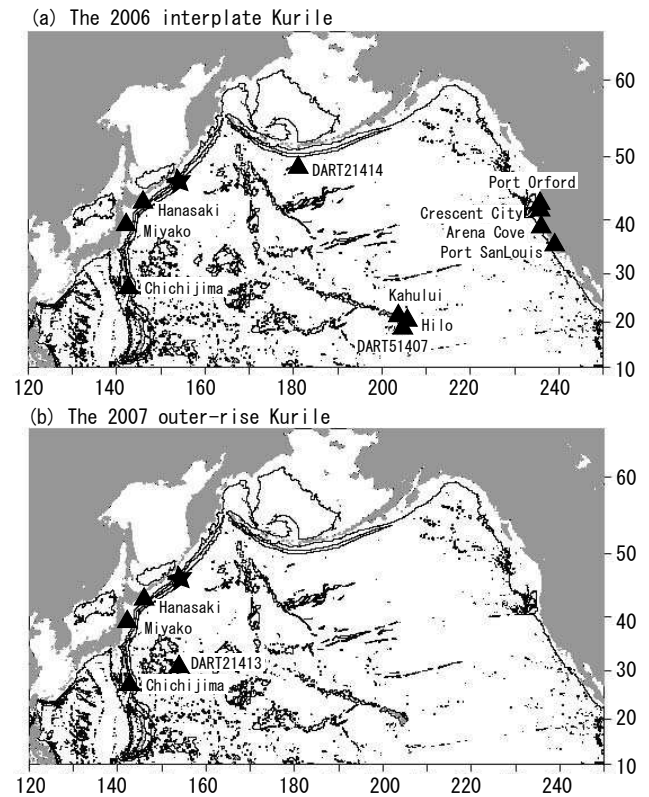 (a) The 2006 interplate Kurile
60
50
DART21414
Port Orford
Hanasaki
Crescent City
40
Miyako
Arena Cove
Port SanLouis
30
Chichijima
Kahului
20
Hilo
DART51407
10
120 140 160 180 200 220 240
(b) The 2007 outer-rise Kurile
60
50
Hanasaki
40
Miyako
DART21413
30
Chichijima
20
10
120 140 160 180 200 220 240